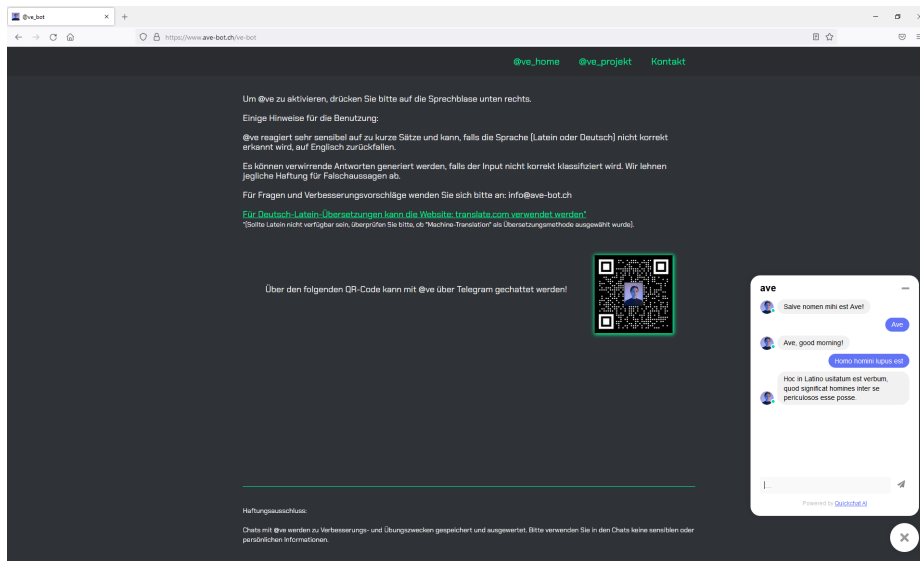 @ve_bot
https://www.ave-bot.ch/ve-bot
@ve_home @ve_projekt Kontakt
Um @ve zu aktivieren, drücken Sie bitte auf die Sprechblase unten rechts.
Einige Hinweise für die Benutzung:
@ve reagiert sehr sensibel auf zu kurze Sätze und kann, falls die Sprache (Latein oder Deutsch) nicht korrekt
erkannt wird, auf Englisch zurückfallen.
Es können verwirrende Antworten generiert werden, falls der Input nicht korrekt klassifiziert wird. Wir lehnen
jegliche Haftung für Falschaussagen ab.
Für Fragen und Verbesserungsvorschläge wenden Sie sich bitte an: info@ave-bot.ch
Für Deutsch-Latein-Übersetzungen kann die Website: translate.com verwendet werden*
*(Sollte Latein nicht verfügbar sein, überprüfen Sie bitte, ob "Machine-Translation" als Übersetzungsmethode ausgewählt wurde).
Über den folgenden QR-Code kann mit @ve über Telegram gechattet werden!
ave
Salve nomen mihi est Ave!
Ave
Ave, good morning!
Homo homini lupus est
Hoc in Latino usitatum est verbum,
quod significat homines inter se
periculosos esse posse.
...
Powered by Quickchat AI
Haftungsausschluss:
Chats mit @ve werden zu Verbesserungs- und Übungszwecken gespeichert und ausgewertet. Bitte verwenden Sie in den Chats keine sensiblen oder
persönlichen Informationen.